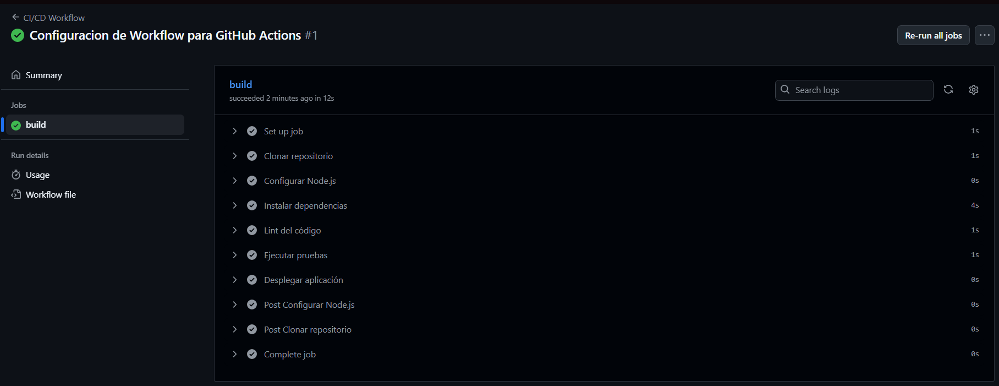 CI/CD Workflow
Configuracion de Workflow para GitHub Actions #1
Re-run all jobs
Summary
Jobs
build
Run details
Usage
Workflow file
build
succeeded 2 minutes ago in 12s
Search logs
Set up job 1s
Clonar repositorio 1s
Configurar Node.js 0s
Instalar dependencias 4s
Lint del código 1s
Ejecutar pruebas 1s
Desplegar aplicación 0s
Post Configurar Node.js 0s
Post Clonar repositorio 0s
Complete job 0s